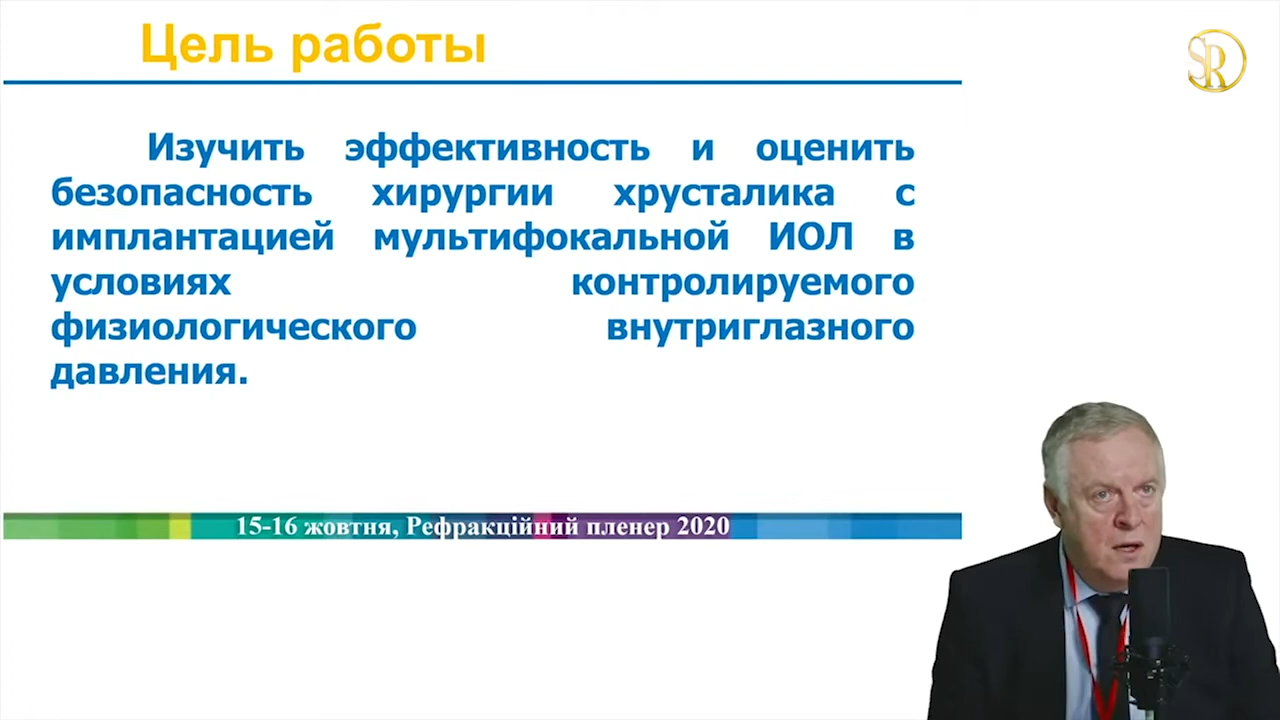 Цель работы
SR
Изучить эффективность и оценить
безопасность хирургии хрусталика с
имплантацией мультифокальной ИОЛ в
условиях контролируемого
физиологического внутриглазного
давления.
15-16 жовтня, Рефракційний пленер 2020